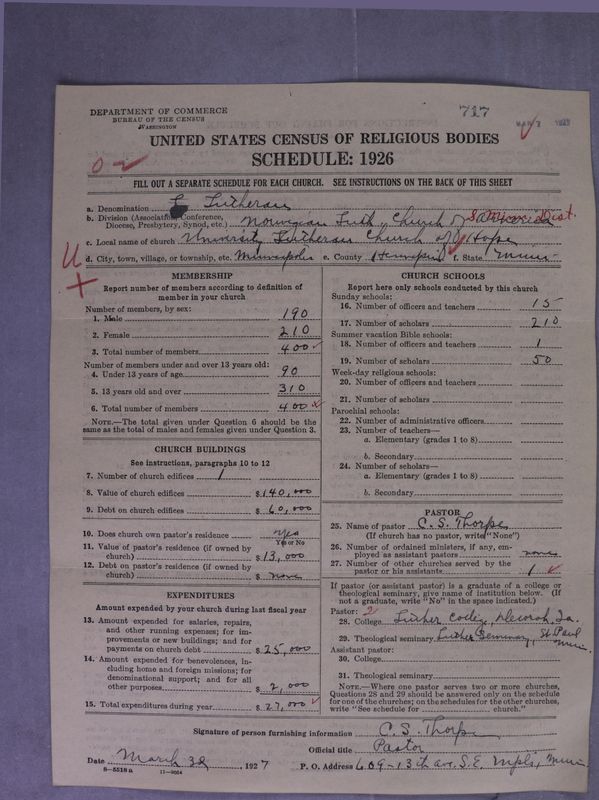 DEPARTMENT OF COMMERCE
BUREAU OF THE CENSUS
WASHINGTON
727
MAR 2 1927
UNITED STATES CENSUS OF RELIGIOUS BODIES
SCHEDULE: 1926
FILL OUT A SEPARATE SCHEDULE FOR EACH CHURCH. SEE INSTRUCTIONS ON THE BACK OF THIS SHEET
a. Denomination Lutheran
b. Division (Association, Conference, Diocese, Presbytery, Synod, etc.) Norwegian Luth. Church of America Dist.
c. Local name of church University Lutheran Church of Hope
d. City, town, village, or township, etc. Minneapolis e. County Hennepin f. State Minn
MEMBERSHIP
Report number of members according to definition of
member in your church
Number of members, by sex:
1. Male 190
2. Female 210
3. Total number of members 400
Number of members under and over 13 years old:
4. Under 13 years of age 90
5. 13 years old and over 310
6. Total number of members 400
NOTE.—The total given under Question 6 should be
same as the total of males and females given under Question 3.
CHURCH BUILDINGS
See instructions, paragraphs 10 to 12
7. Number of church edifices 1
8. Value of church edifices $140,000
9. Debt on church edifices $60,000
10. Does church own pastor's residence Yes
Yes or No
11. Value of pastor's residence (if owned by
church) $13,000
12. Debt on pastor's residence (if owned by
church) $none
EXPENDITURES
Amount expended by your church during last fiscal year
13. Amount expended for salaries, repairs,
and other running expenses; for im-
provements or new buildings; and for
payments on church debt $25,000
14. Amount expended for benevolences, in-
cluding home and foreign missions; for
denominational support; and for all
other purposes $2,000
15. Total expenditures during year $27,000
CHURCH SCHOOLS
Report here only schools conducted by this church
Sunday schools:
16. Number of officers and teachers 15
17. Number of scholars 210
Summer vacation Bible schools:
18. Number of officers and teachers 1
19. Number of scholars 50
Week-day religious schools:
20. Number of officers and teachers
21. Number of scholars
Parochial schools:
22. Number of administrative officers
23. Number of teachers—
a. Elementary (grades 1 to 8)
b. Secondary
24. Number of scholars—
a. Elementary (grades 1 to 8)
b. Secondary
PASTOR
25. Name of pastor C. S. Thorpe
(If church has no pastor, write "None")
26. Number of ordained ministers, if any, em-
ployed as assistant pastors none
27. Number of other churches served by the
pastor or his assistants 1
If pastor (or assistant pastor) is a graduate of a college or
theological seminary, give name of institution below. (If
not a graduate, write "No" in the space indicated.)
Pastor: 2
28. College Luther College, Decorah, Ia.
29. Theological seminary Luther Seminary, St. Paul Minn.
Assistant pastor:
30. College
31. Theological seminary
NOTE.—Where one pastor serves two or more churches,
Questions 28 and 29 should be answered only on the schedule
for one of the churches; on the schedules for the other churches,
write "See schedule for church."
Signature of person furnishing information C. S. Thorpe
Official title Pastor
Date March 3d, 1927 P. O. Address 609-13th Ave. S.E. Mpls, Minn
8—5518a 11—9034